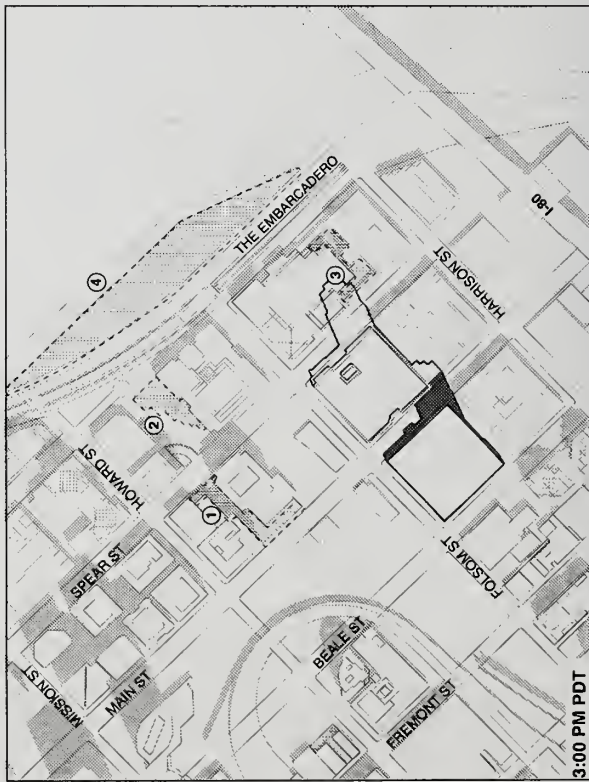 4
THE EMBARCADERO
3
I-80
HARRISON ST
2
HOWARD ST
1
SPEAR ST
FOLSOM ST
MISSION ST
MAIN ST
BEALE ST
FREMONT ST
3:00 PM PDT